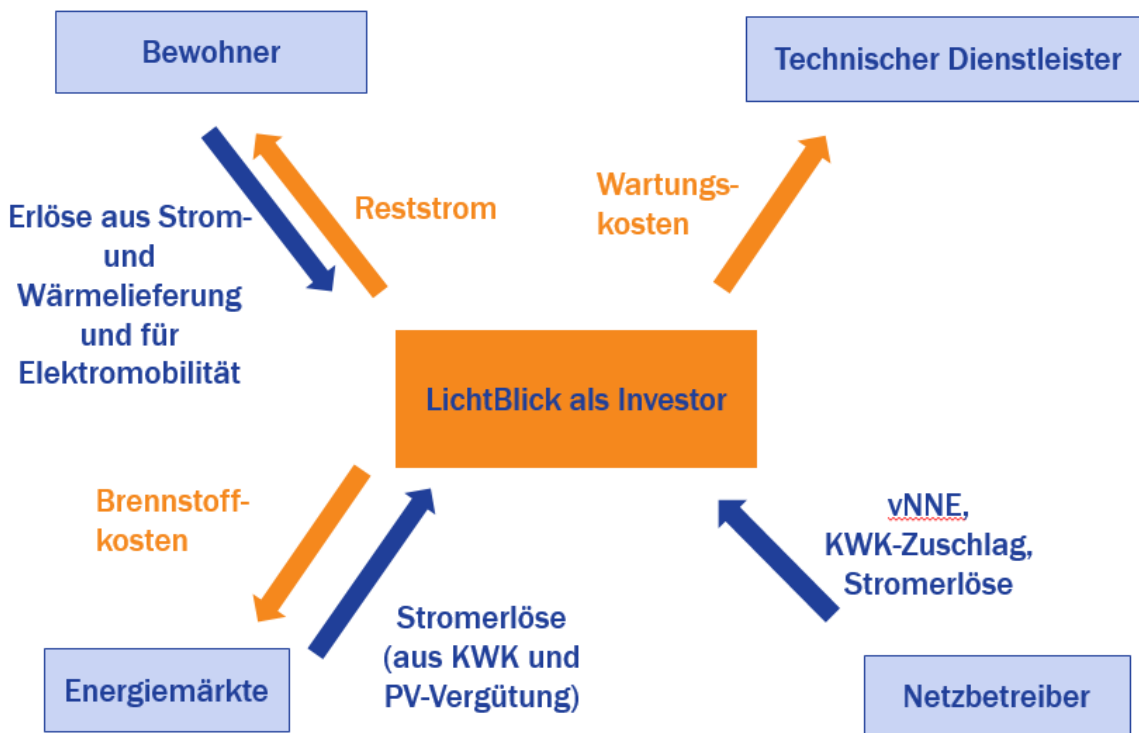 Bewohner
Technischer Dienstleister
Erlöse aus Strom-
und
Wärmelieferung
und für
Elektromobilität
Reststrom
Wartungs-
kosten
LichtBlick als Investor
Brennstoff-
kosten
Stromerlöse
(aus KWK und
PV-Vergütung)
vNNE,
KWK-Zuschlag,
Stromerlöse
Energiemärkte
Netzbetreiber